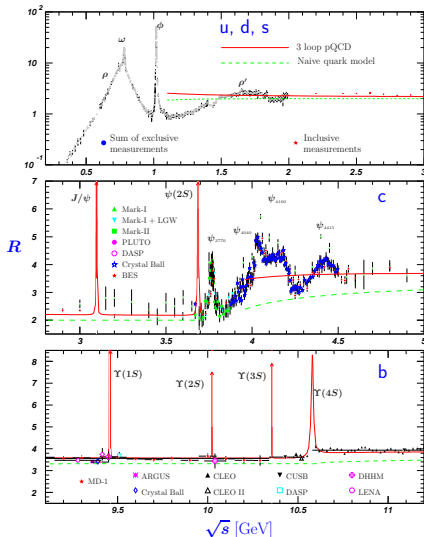 u, d, s
10²
10
1
10⁻¹
ρ
ω
ϕ
ρ′
3 loop pQCD
Naive quark model
Sum of exclusive
measurements
Inclusive
measurements
0.5 1 1.5 2 2.5 3
R
8
7
6
5
4
3
2
J/ψ
ψ(2S)
c
Mark-I
Mark-I + LGW
Mark-II
PLUTO
DASP
Crystal Ball
BES
ψ₃₇₇₀
ψ₄₀₄₀
ψ₄₁₆₀
ψ₄₄₁₅
3 3.5 4 4.5 5
8
7
6
5
4
3
2
Υ(1S)
Υ(2S)
Υ(3S)
Υ(4S)
b
MD-1
ARGUS
CLEO
CUSB
DHHM
Crystal Ball
CLEO II
DASP
LENA
9.5 10 10.5 11
√s [GeV]